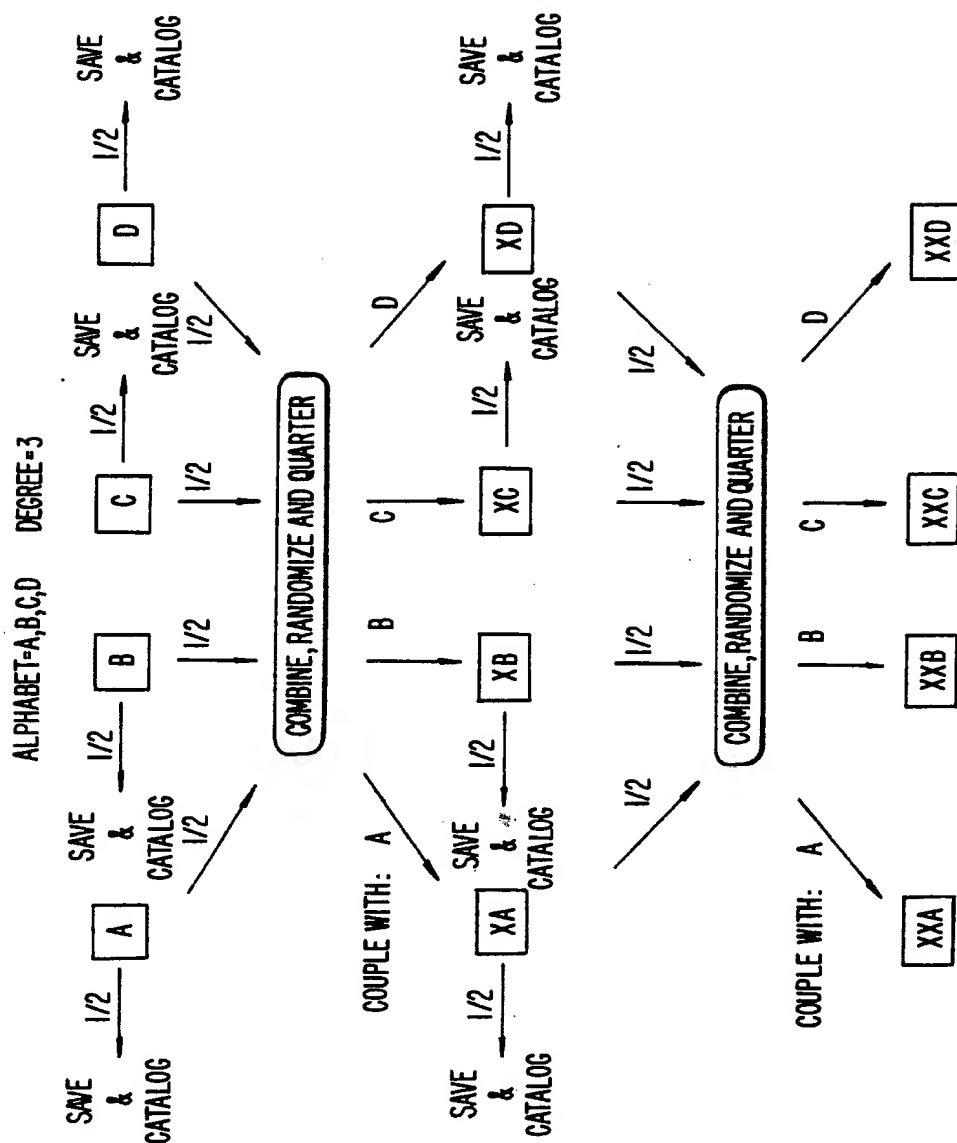 ALPHABET=A,B,C,D DEGREE=3
SAVE
&
CATALOG
1/2
A
SAVE
&
CATALOG
1/2
B
C
1/2
SAVE
&
CATALOG
D
1/2
SAVE
&
CATALOG
1/2
1/2
1/2
1/2
COMBINE, RANDOMIZE AND QUARTER
COUPLE WITH: A
B
C
D
SAVE
&
CATALOG
1/2
XA
SAVE
&
CATALOG
1/2
XB
XC
1/2
SAVE
&
CATALOG
XD
1/2
SAVE
&
CATALOG
1/2
1/2
1/2
1/2
COMBINE, RANDOMIZE AND QUARTER
COUPLE WITH: A
B
C
D
XXA
XXB
XXC
XXD